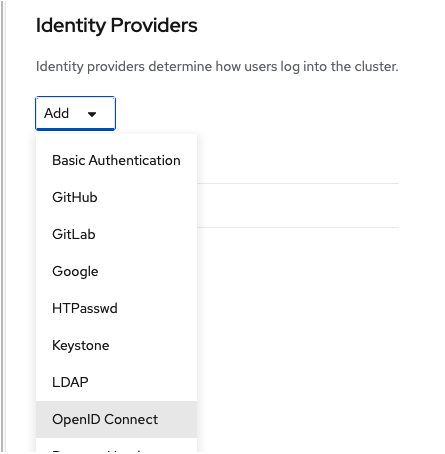 Identity Providers
Identity providers determine how users log into the cluster.
Add
Basic Authentication
GitHub
GitLab
Google
HTPasswd
Keystone
LDAP
OpenID Connect